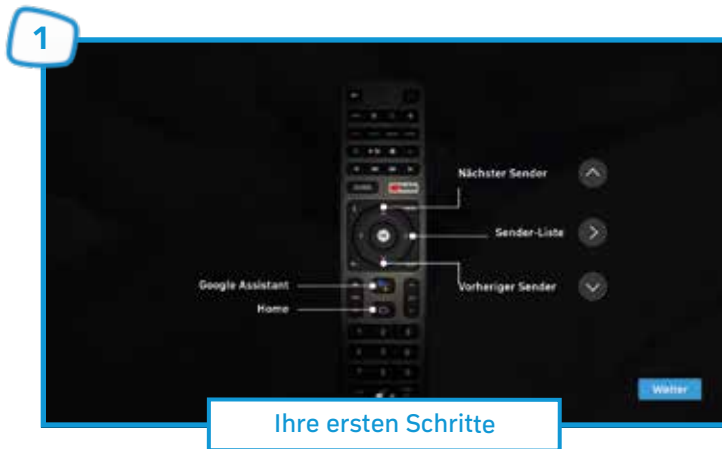 1
Nächster Sender
Sender-Liste
Google Assistant
Vorheriger Sender
Home
Weiter
Ihre ersten Schritte